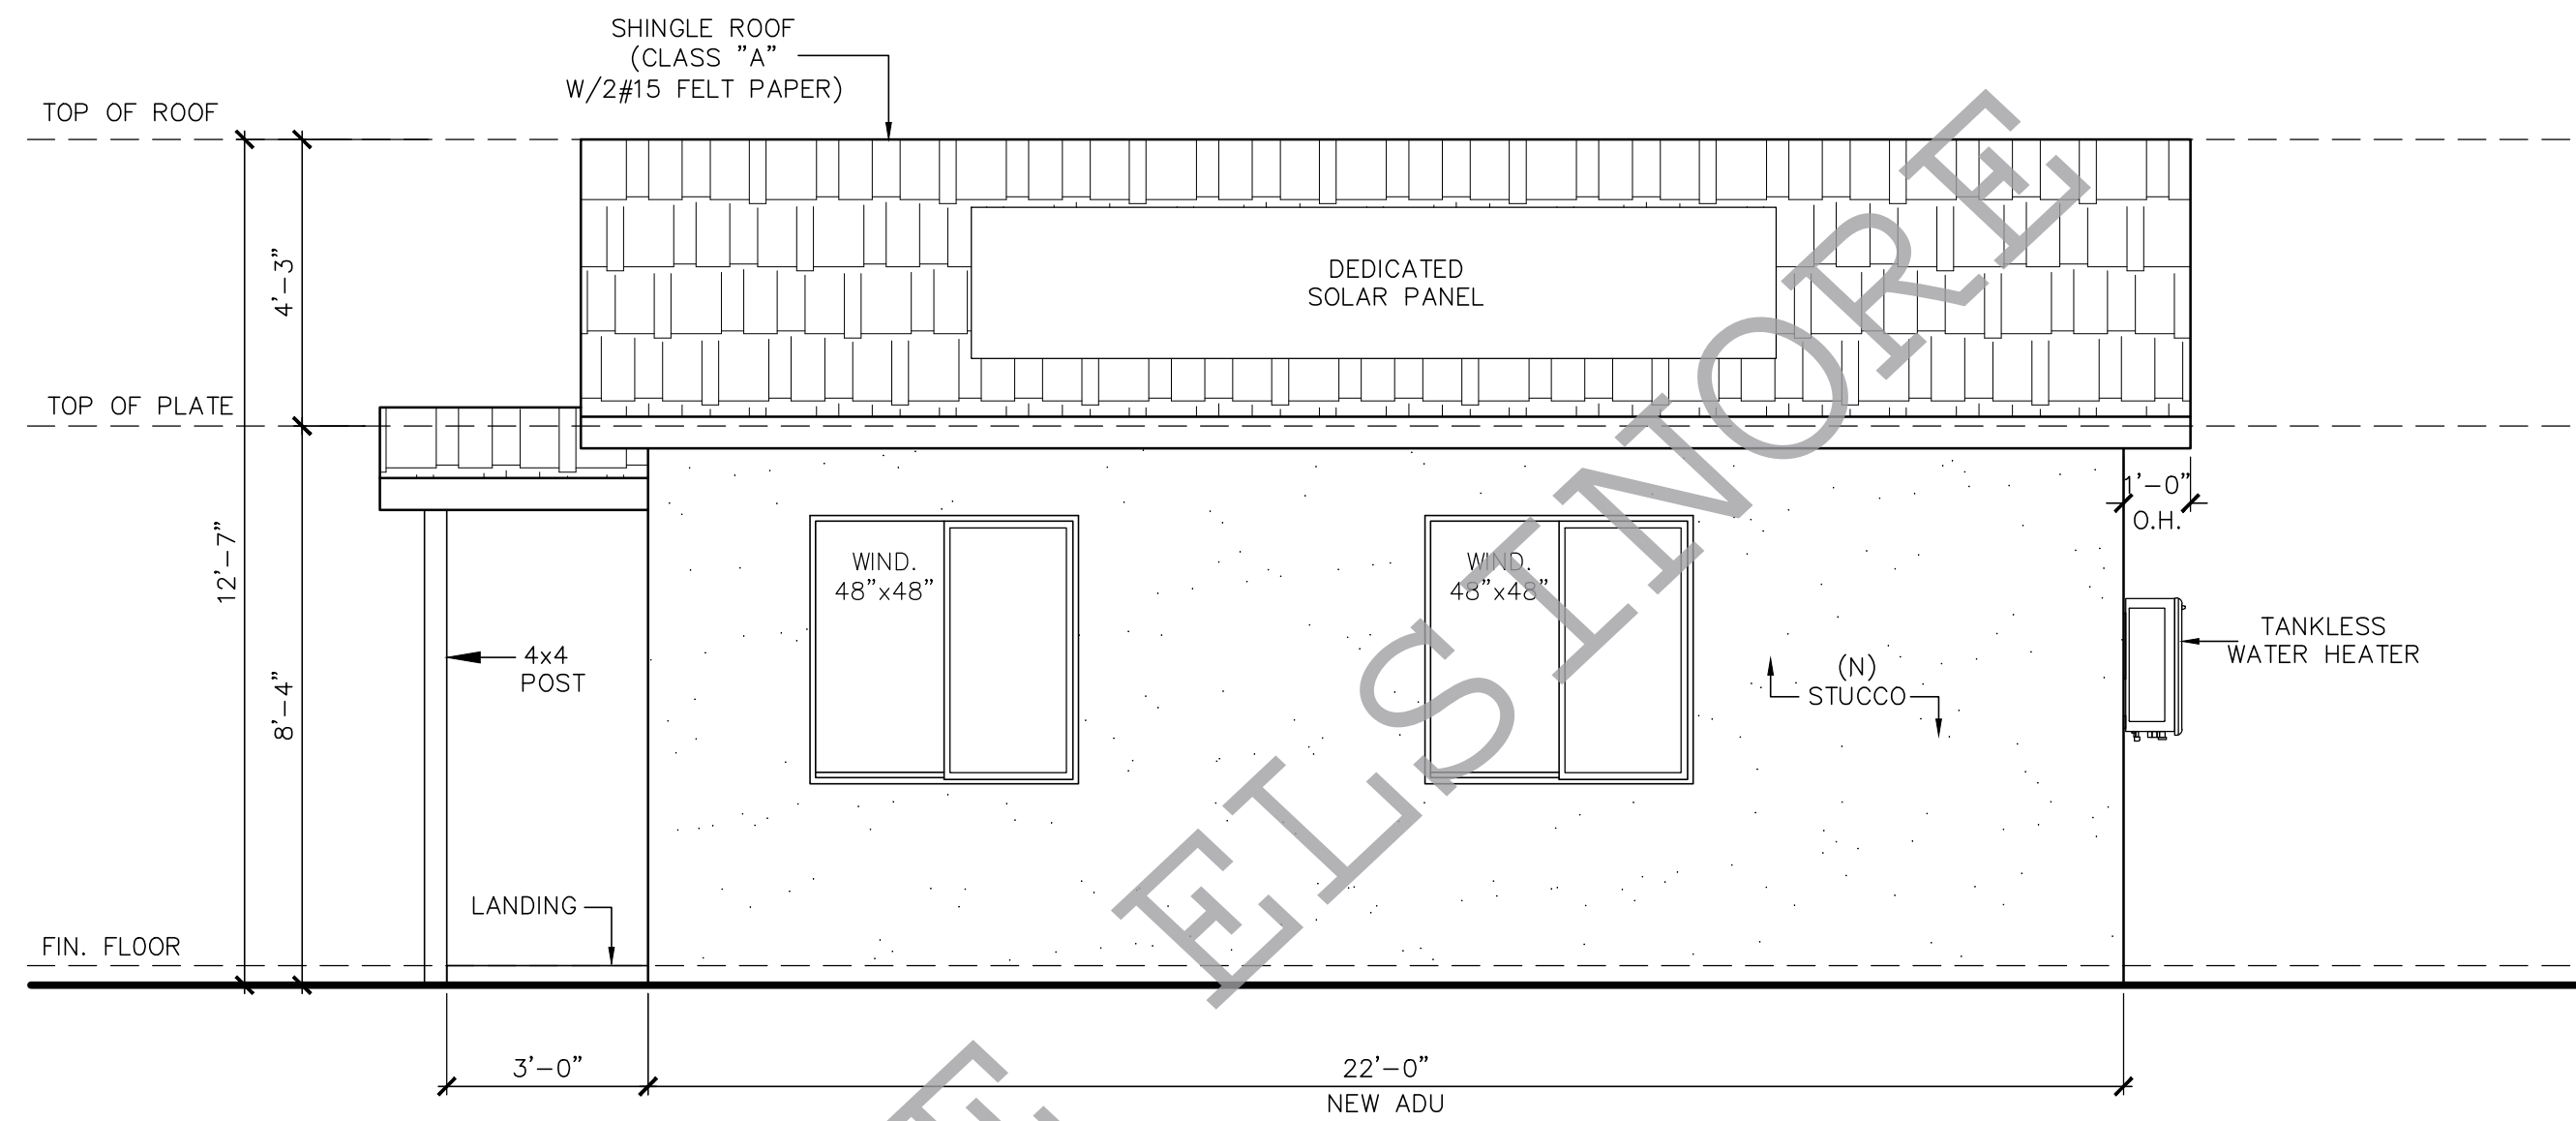 SHINGLE ROOF
(CLASS "A"
W/2#15 FELT PAPER)
TOP OF ROOF
4'-3"
DEDICATED
SOLAR PANEL
TOP OF PLATE
1'-0"
O.H.
12'-7"
WIND.
48"x48"
WIND.
48"x48"
4x4
POST
8'-4"
(N)
STUCCO
TANKLESS
WATER HEATER
LANDING
FIN. FLOOR
3'-0"
22'-0"
NEW ADU
ELSINORE
E